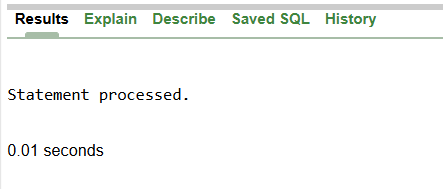 Results Explain Describe Saved SQL History
Statement processed.
0.01 seconds